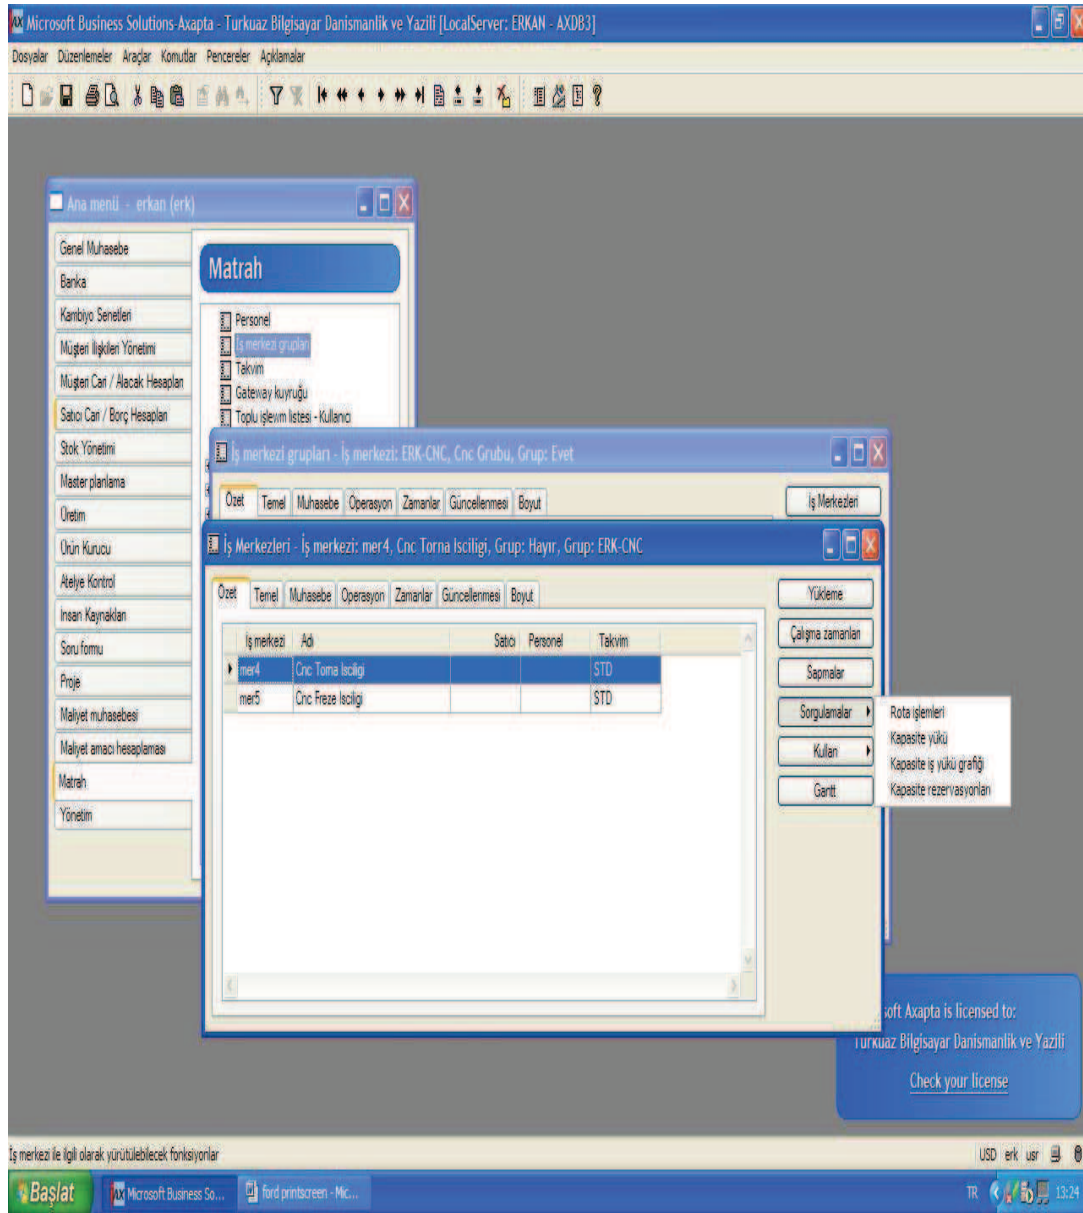 Microsoft Business Solutions-Axapta - Turkuaz Bilgisayar Danismanlik ve Yazili [LocalServer: ERKAN - AXDB3]
Dosyalar Düzenlemeler Araçlar Komutlar Pencereler Açıklamalar
Ana menü - erkan (erk)
Genel Muhasebe
Banka
Kambiyo Senetleri
Müşteri İlişkileri Yönetimi
Müşteri Cari / Alacak Hesapları
Satıcı Cari / Borç Hesapları
Stok Yönetimi
Master planlama
Üretim
Ürün Kurucu
Atelye Kontrol
İnsan Kaynakları
Soru formu
Proje
Maliyet muhasebesi
Maliyet amacı hesaplaması
Matrah
Yönetim
Matrah
Personel
İş merkezi grupları
Takvim
Gateway kuyruğu
Toplu işlewm listesi - Kullanıcı
İş merkezi grupları - İş merkezi: ERK-CNC, Cnc Grubu, Grup: Evet
Özet Temel Muhasebe Operasyon Zamanlar Güncellenmesi Boyut
İş Merkezleri
İş Merkezleri - İş merkezi: mer4, Cnc Torna Isciligi, Grup: Hayır, Grup: ERK-CNC
Özet Temel Muhasebe Operasyon Zamanlar Güncellenmesi Boyut
İş merkezi Adı Satıcı Personel Takvim
mer4 Cnc Torna Isciligi STD
mer5 Cnc Freze Isciligi STD
Yükleme
Çalışma zamanları
Sapmalar
Sorgulamalar
Kullan
Gantt
Rota işlemleri
Kapasite yükü
Kapasite iş yükü grafiği
Kapasite rezervasyonları
soft Axapta is licensed to:
Turkuaz Bilgisayar Danismanlik ve Yazili
Check your license
İş merkezi ile ilgili olarak yürütülebilecek fonksiyonlar
USD erk usr
Başlat Microsoft Business So... ford printscreen - Mic... TR 13:24